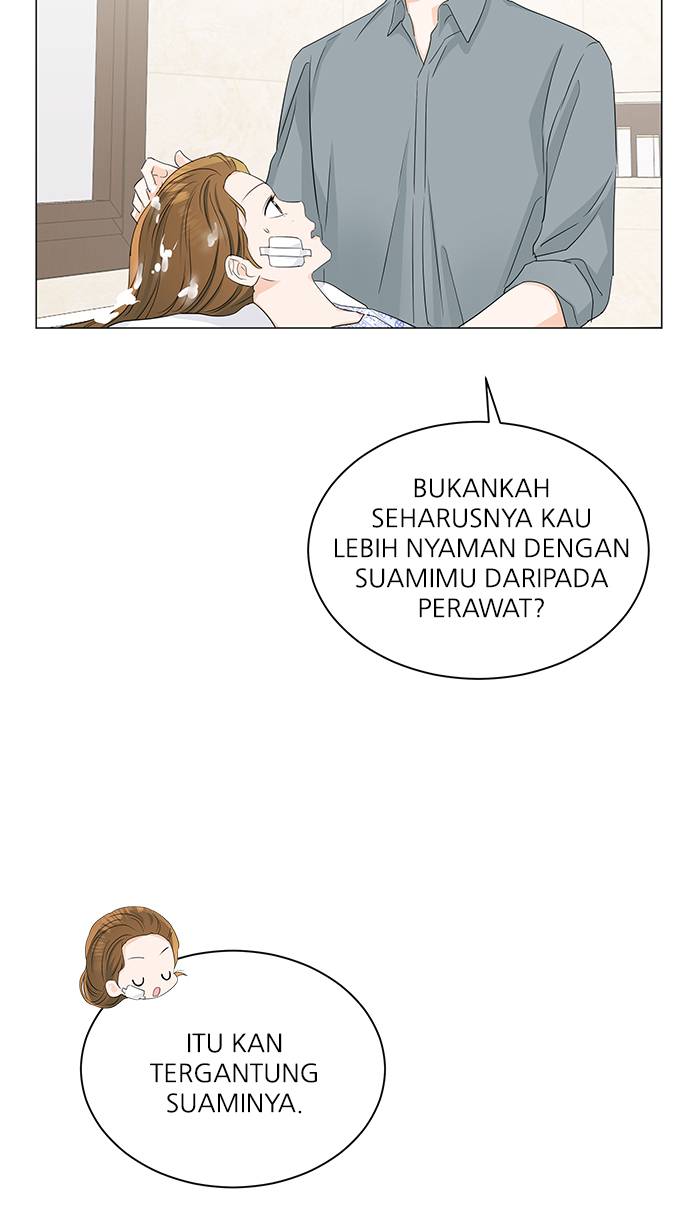 BUKANKAH
SEHARUSNYA KAU
LEBIH NYAMAN DENGAN
SUAMIMU DARIPADA
PERAWAT?
ITU KAN
TERGANTUNG
SUAMINYA.